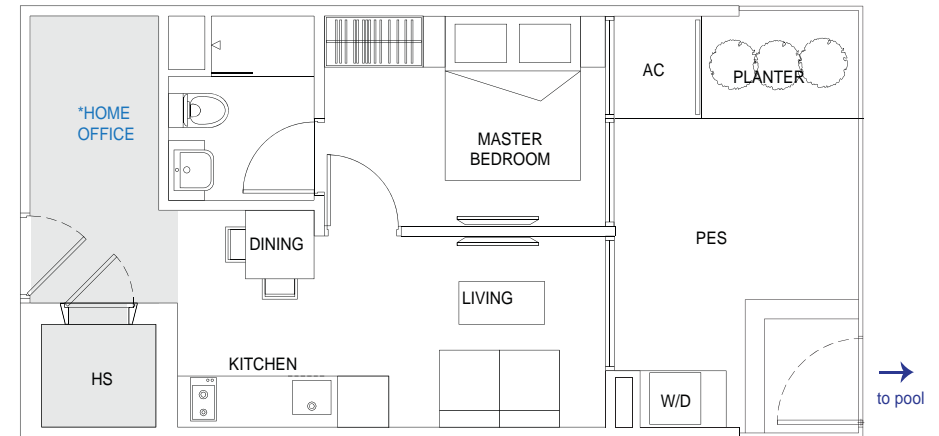 AC
PLANTER
*HOME
OFFICE
MASTER
BEDROOM
DINING
PES
LIVING
KITCHEN
HS
W/D
to pool